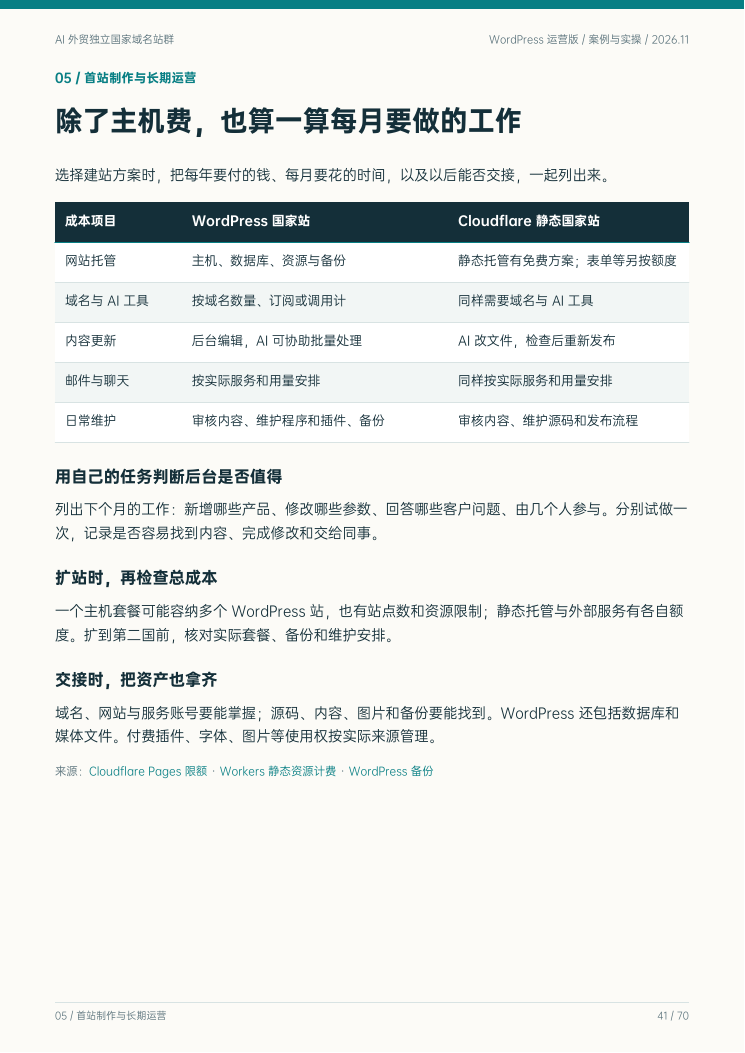 AI 外贸独立国家域名站群
WordPress 运营版 / 案例与实操 / 2026.11
05 / 首站制作与长期运营
除了主机费，也算一算每月要做的工作
选择建站方案时，把每年要付的钱、每月要花的时间，以及以后能否交接，一起列出来。
成本项目 WordPress 国家站 Cloudflare 静态国家站
网站托管 主机、数据库、资源与备份 静态托管有免费方案；表单等另按额度
域名与 AI 工具 按域名数量、订阅或调用计 同样需要域名与 AI 工具
内容更新 后台编辑，AI 可协助批量处理 AI 改文件，检查后重新发布
邮件与聊天 按实际服务和用量安排 同样按实际服务和用量安排
日常维护 审核内容、维护程序和插件、备份 审核内容、维护源码和发布流程
用自己的任务判断后台是否值得
列出下个月的工作：新增哪些产品、修改哪些参数、回答哪些客户问题、由几个人参与。分别试做一
次，记录是否容易找到内容、完成修改和交给同事。
扩站时，再检查总成本
一个主机套餐可能容纳多个 WordPress 站，也有站点数和资源限制；静态托管与外部服务有各自额
度。扩到第二国前，核对实际套餐、备份和维护安排。
交接时，把资产也拿齐
域名、网站与服务账号要能掌握；源码、内容、图片和备份要能找到。WordPress 还包括数据库和
媒体文件。付费插件、字体、图片等使用权按实际来源管理。
来源：Cloudflare Pages 限额 · Workers 静态资源计费 · WordPress 备份
05 / 首站制作与长期运营
41 / 70